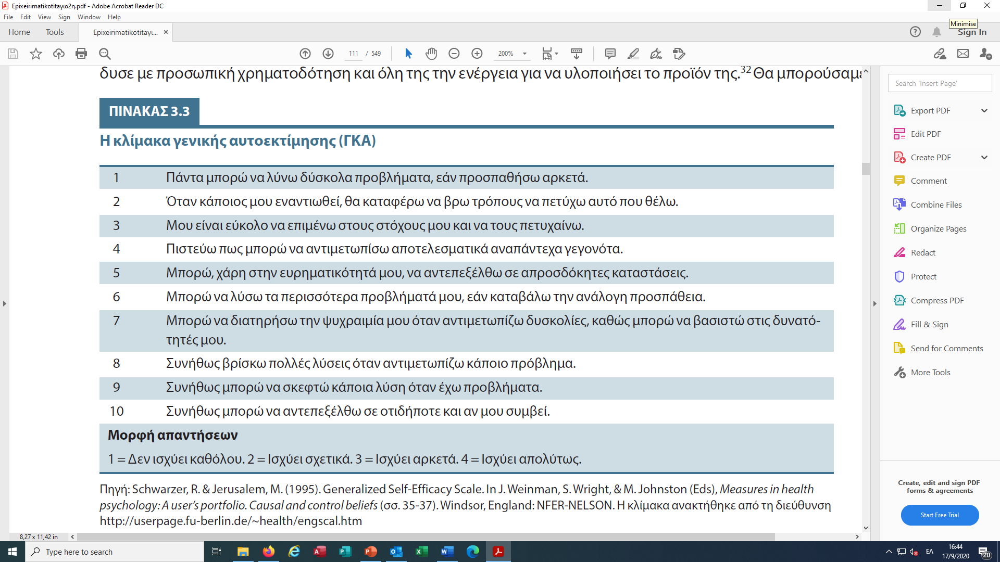 Epixeirimatikotitaγια2η.pdf - Adobe Acrobat Reader DC
File Edit View Sign Window Help
Minimise
Home Tools Epixeirimatikotitaγι... Sign In
111 / 549 200%
δυσε με προσωπική χρηματοδότηση και όλη της την ενέργεια για να υλοποιήσει το προϊόν της.32 Θα μπορούσαμε
ΠΙΝΑΚΑΣ 3.3
Η κλίμακα γενικής αυτοεκτίμησης (ΓΚΑ)
1 Πάντα μπορώ να λύνω δύσκολα προβλήματα, εάν προσπαθήσω αρκετά.
2 Όταν κάποιος μου εναντιωθεί, θα καταφέρω να βρω τρόπους να πετύχω αυτό που θέλω.
3 Μου είναι εύκολο να επιμένω στους στόχους μου και να τους πετυχαίνω.
4 Πιστεύω πως μπορώ να αντιμετωπίσω αποτελεσματικά αναπάντεχα γεγονότα.
5 Μπορώ, χάρη στην ευρηματικότητά μου, να αντεπεξέλθω σε απροσδόκητες καταστάσεις.
6 Μπορώ να λύσω τα περισσότερα προβλήματά μου, εάν καταβάλω την ανάλογη προσπάθεια.
7 Μπορώ να διατηρήσω την ψυχραιμία μου όταν αντιμετωπίζω δυσκολίες, καθώς μπορώ να βασιστώ στις δυνατό-
τητές μου.
8 Συνήθως βρίσκω πολλές λύσεις όταν αντιμετωπίζω κάποιο πρόβλημα.
9 Συνήθως μπορώ να σκεφτώ κάποια λύση όταν έχω προβλήματα.
10 Συνήθως μπορώ να αντεπεξέλθω σε οτιδήποτε και αν μου συμβεί.
Μορφή απαντήσεων
1 = Δεν ισχύει καθόλου. 2 = Ισχύει σχετικά. 3 = Ισχύει αρκετά. 4 = Ισχύει απολύτως.
Πηγή: Schwarzer, R. & Jerusalem, M. (1995). Generalized Self-Efficacy Scale. In J. Weinman, S. Wright, & M. Johnston (Eds), Measures in health
psychology: A user's portfolio. Causal and control beliefs (σσ. 35-37). Windsor, England: NFER-NELSON. Η κλίμακα ανακτήθηκε από τη διεύθυνση
http://userpage.fu-berlin.de/~health/engscal.htm
8,27 x 11,42 in
Search 'Insert Page'
Export PDF
Edit PDF
Create PDF
Comment
Combine Files
Organize Pages
Redact
Protect
Compress PDF
Fill & Sign
Send for Comments
More Tools
Create, edit and sign PDF
forms & agreements
Start Free Trial
Type here to search
ΕΛ
16:44
17/9/2020
20